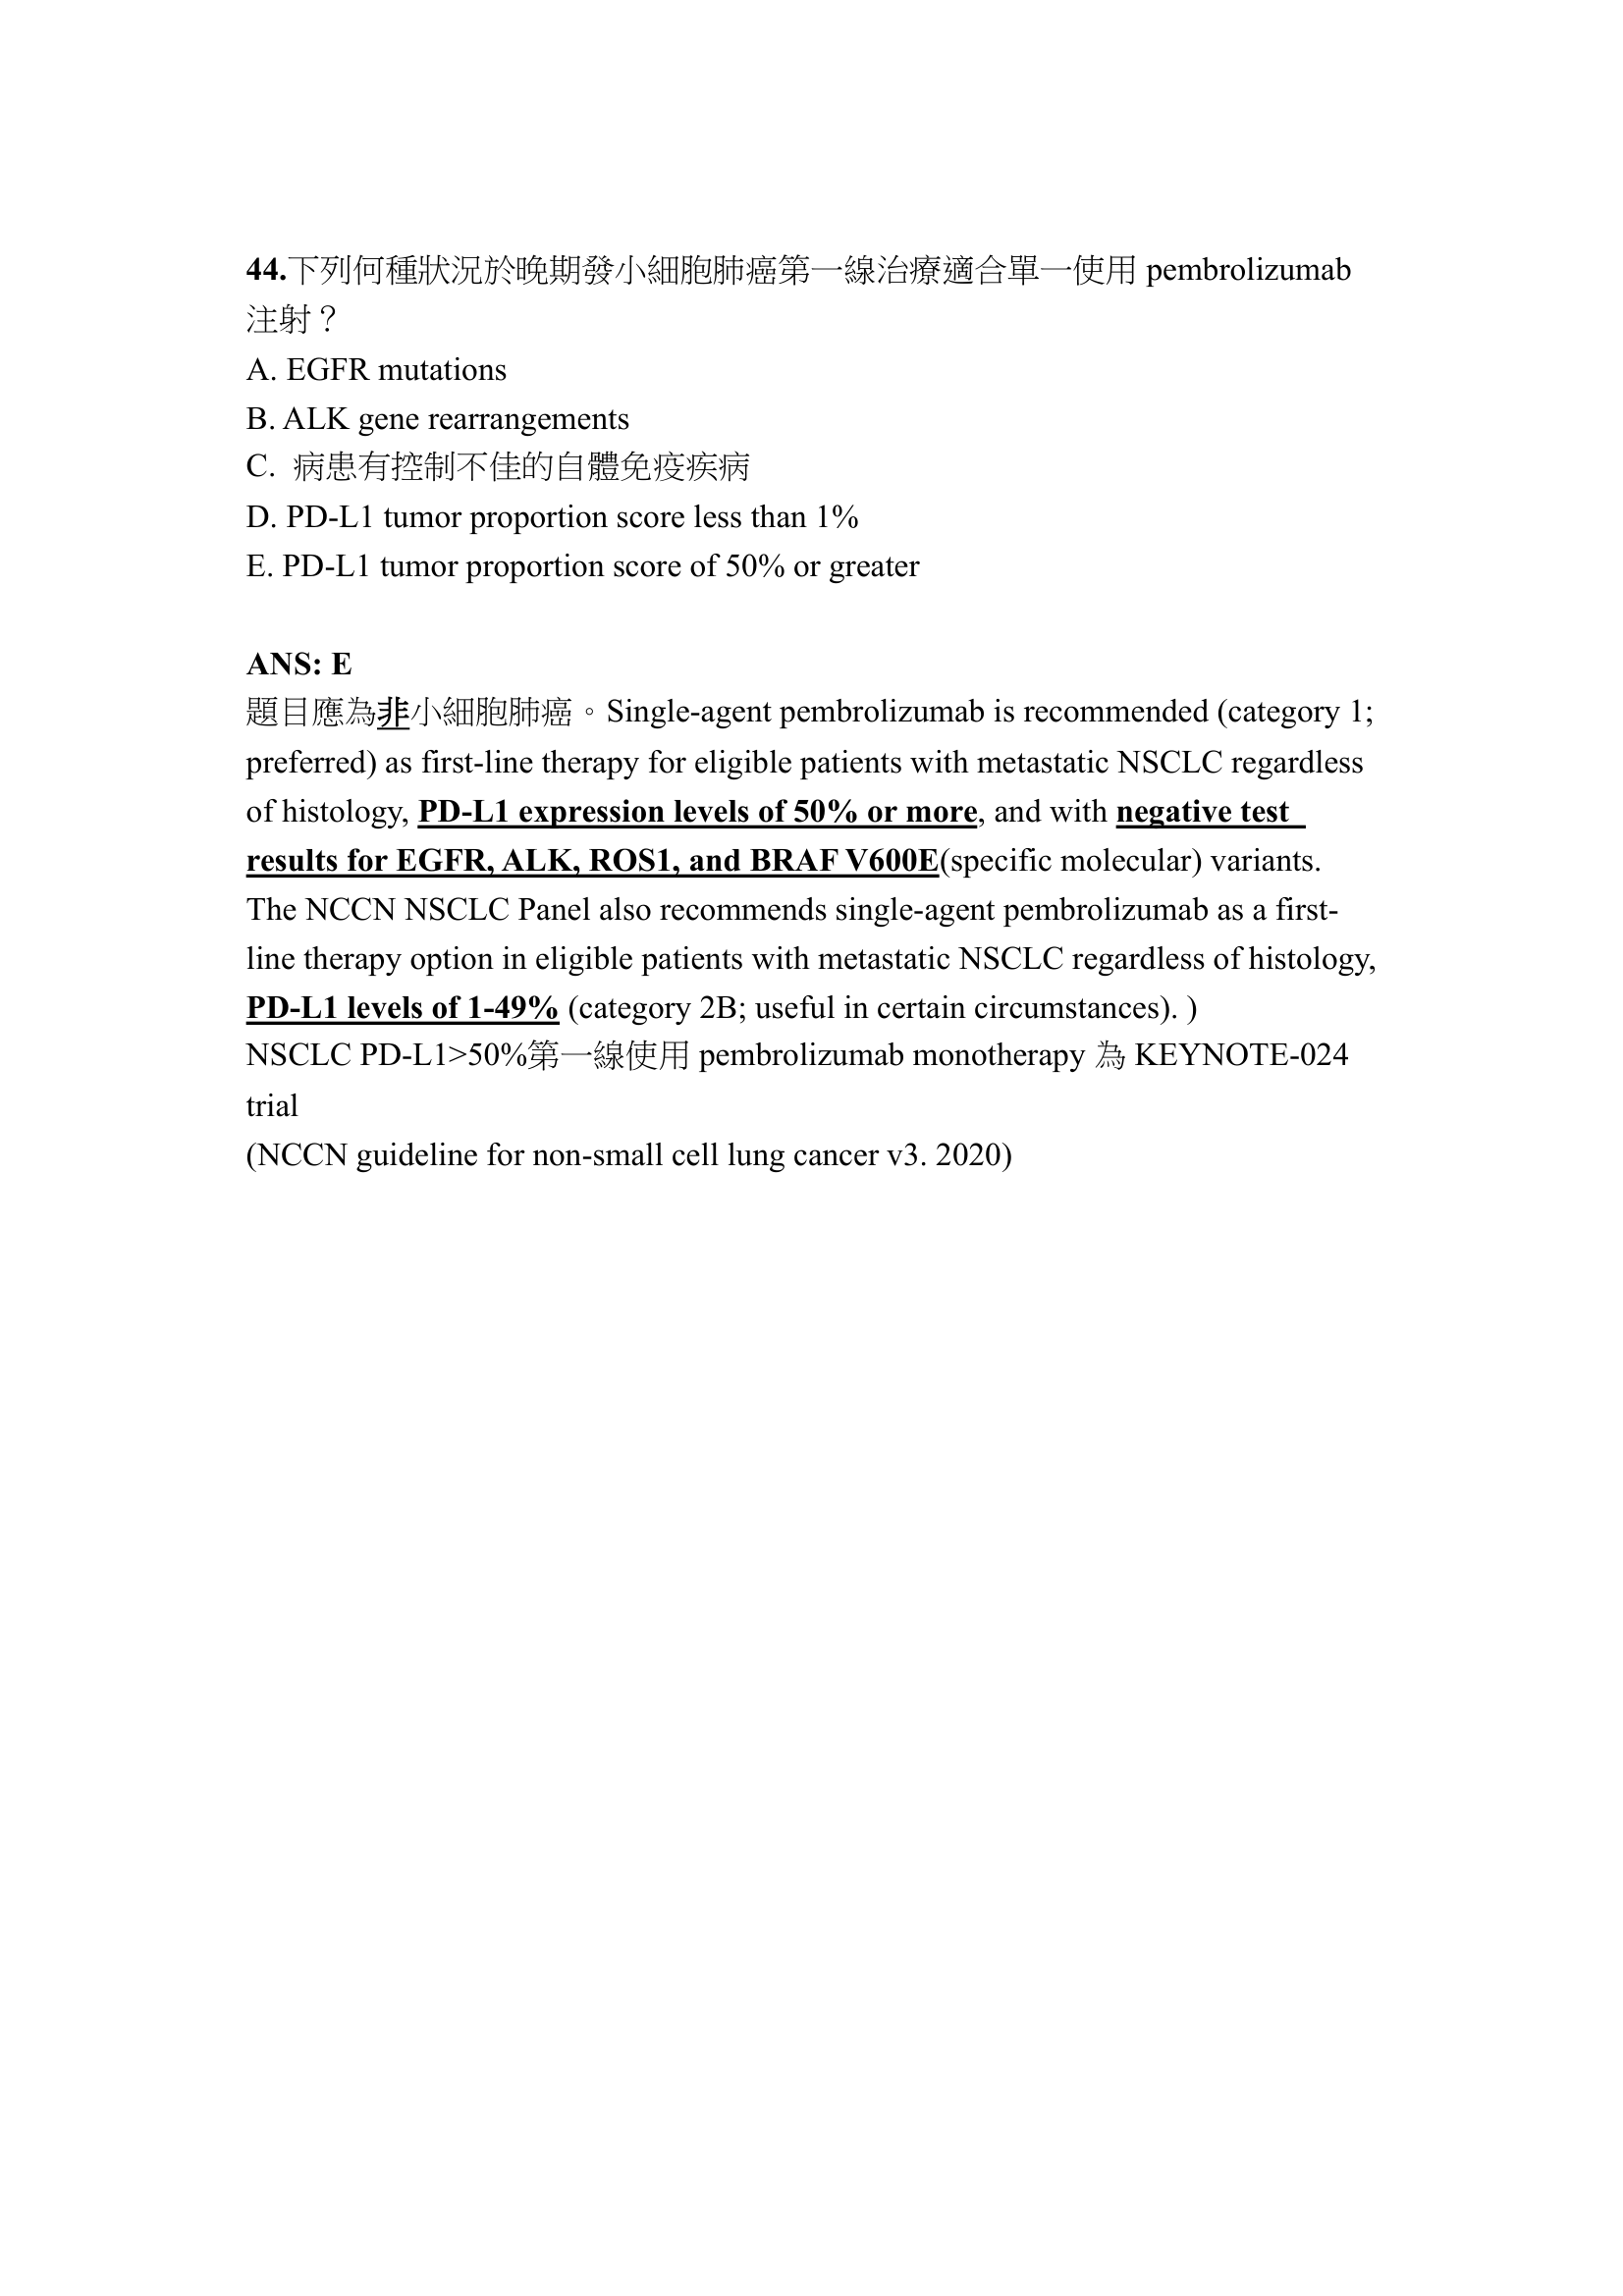 44.下列何種狀況於晚期發小細胞肺癌第一線治療適合單一使用 pembrolizumab
注射？
A. EGFR mutations
B. ALK gene rearrangements
C. 病患有控制不佳的自體免疫疾病
D. PD-L1 tumor proportion score less than 1%
E. PD-L1 tumor proportion score of 50% or greater
ANS: E
題目應為非小細胞肺癌。Single-agent pembrolizumab is recommended (category 1;
preferred) as first-line therapy for eligible patients with metastatic NSCLC regardless
of histology, PD-L1 expression levels of 50% or more, and with negative test
results for EGFR, ALK, ROS1, and BRAF V600E(specific molecular) variants.
The NCCN NSCLC Panel also recommends single-agent pembrolizumab as a first-
line therapy option in eligible patients with metastatic NSCLC regardless of histology,
PD-L1 levels of 1-49% (category 2B; useful in certain circumstances). )
NSCLC PD-L1>50%第一線使用 pembrolizumab monotherapy 為 KEYNOTE-024
trial
(NCCN guideline for non-small cell lung cancer v3. 2020)